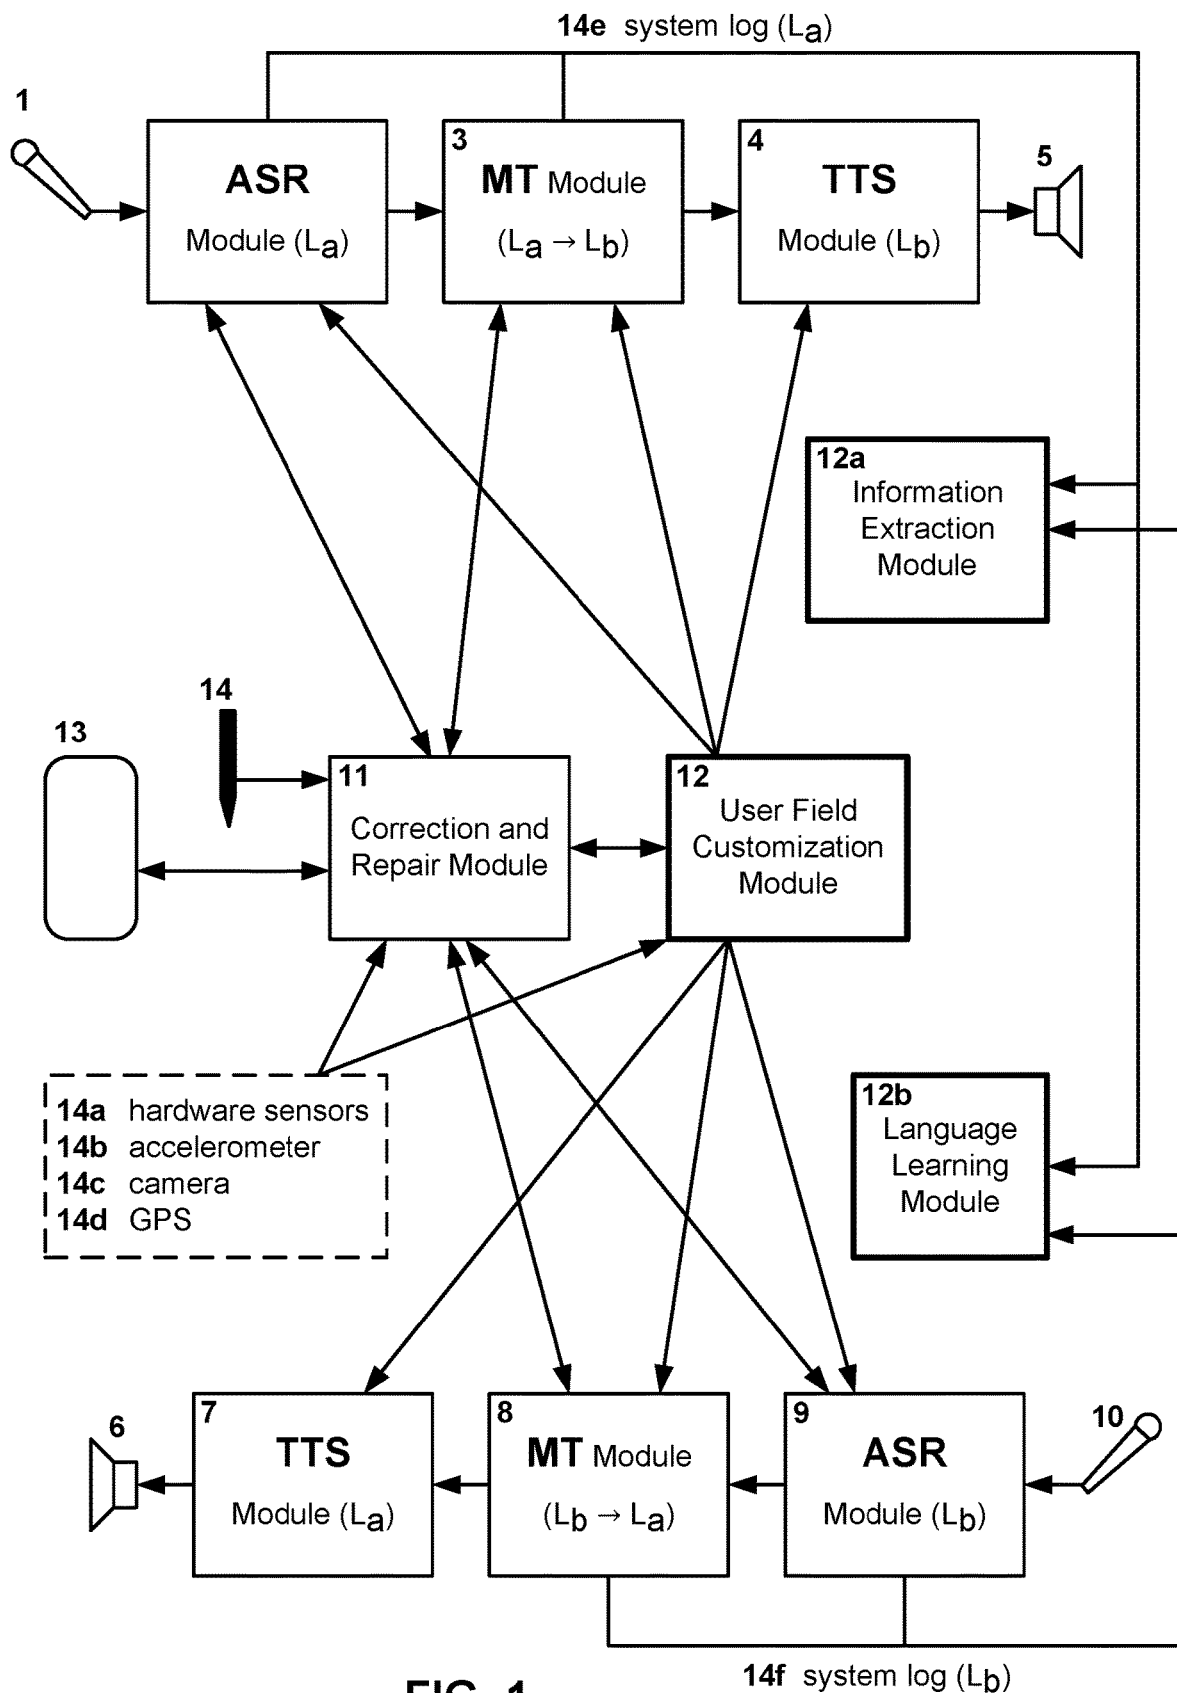 14e system log (La)
1
ASR
Module (La)
3
MT Module
(La → Lb)
4
TTS
Module (Lb)
5
12a
Information
Extraction
Module
14
13
11
Correction and
Repair Module
12
User Field
Customization
Module
14a hardware sensors
14b accelerometer
14c camera
14d GPS
12b
Language
Learning
Module
6
7
TTS
Module (La)
8
MT Module
(Lb → La)
9
ASR
Module (Lb)
10
14f system log (Lb)
FIG. 1